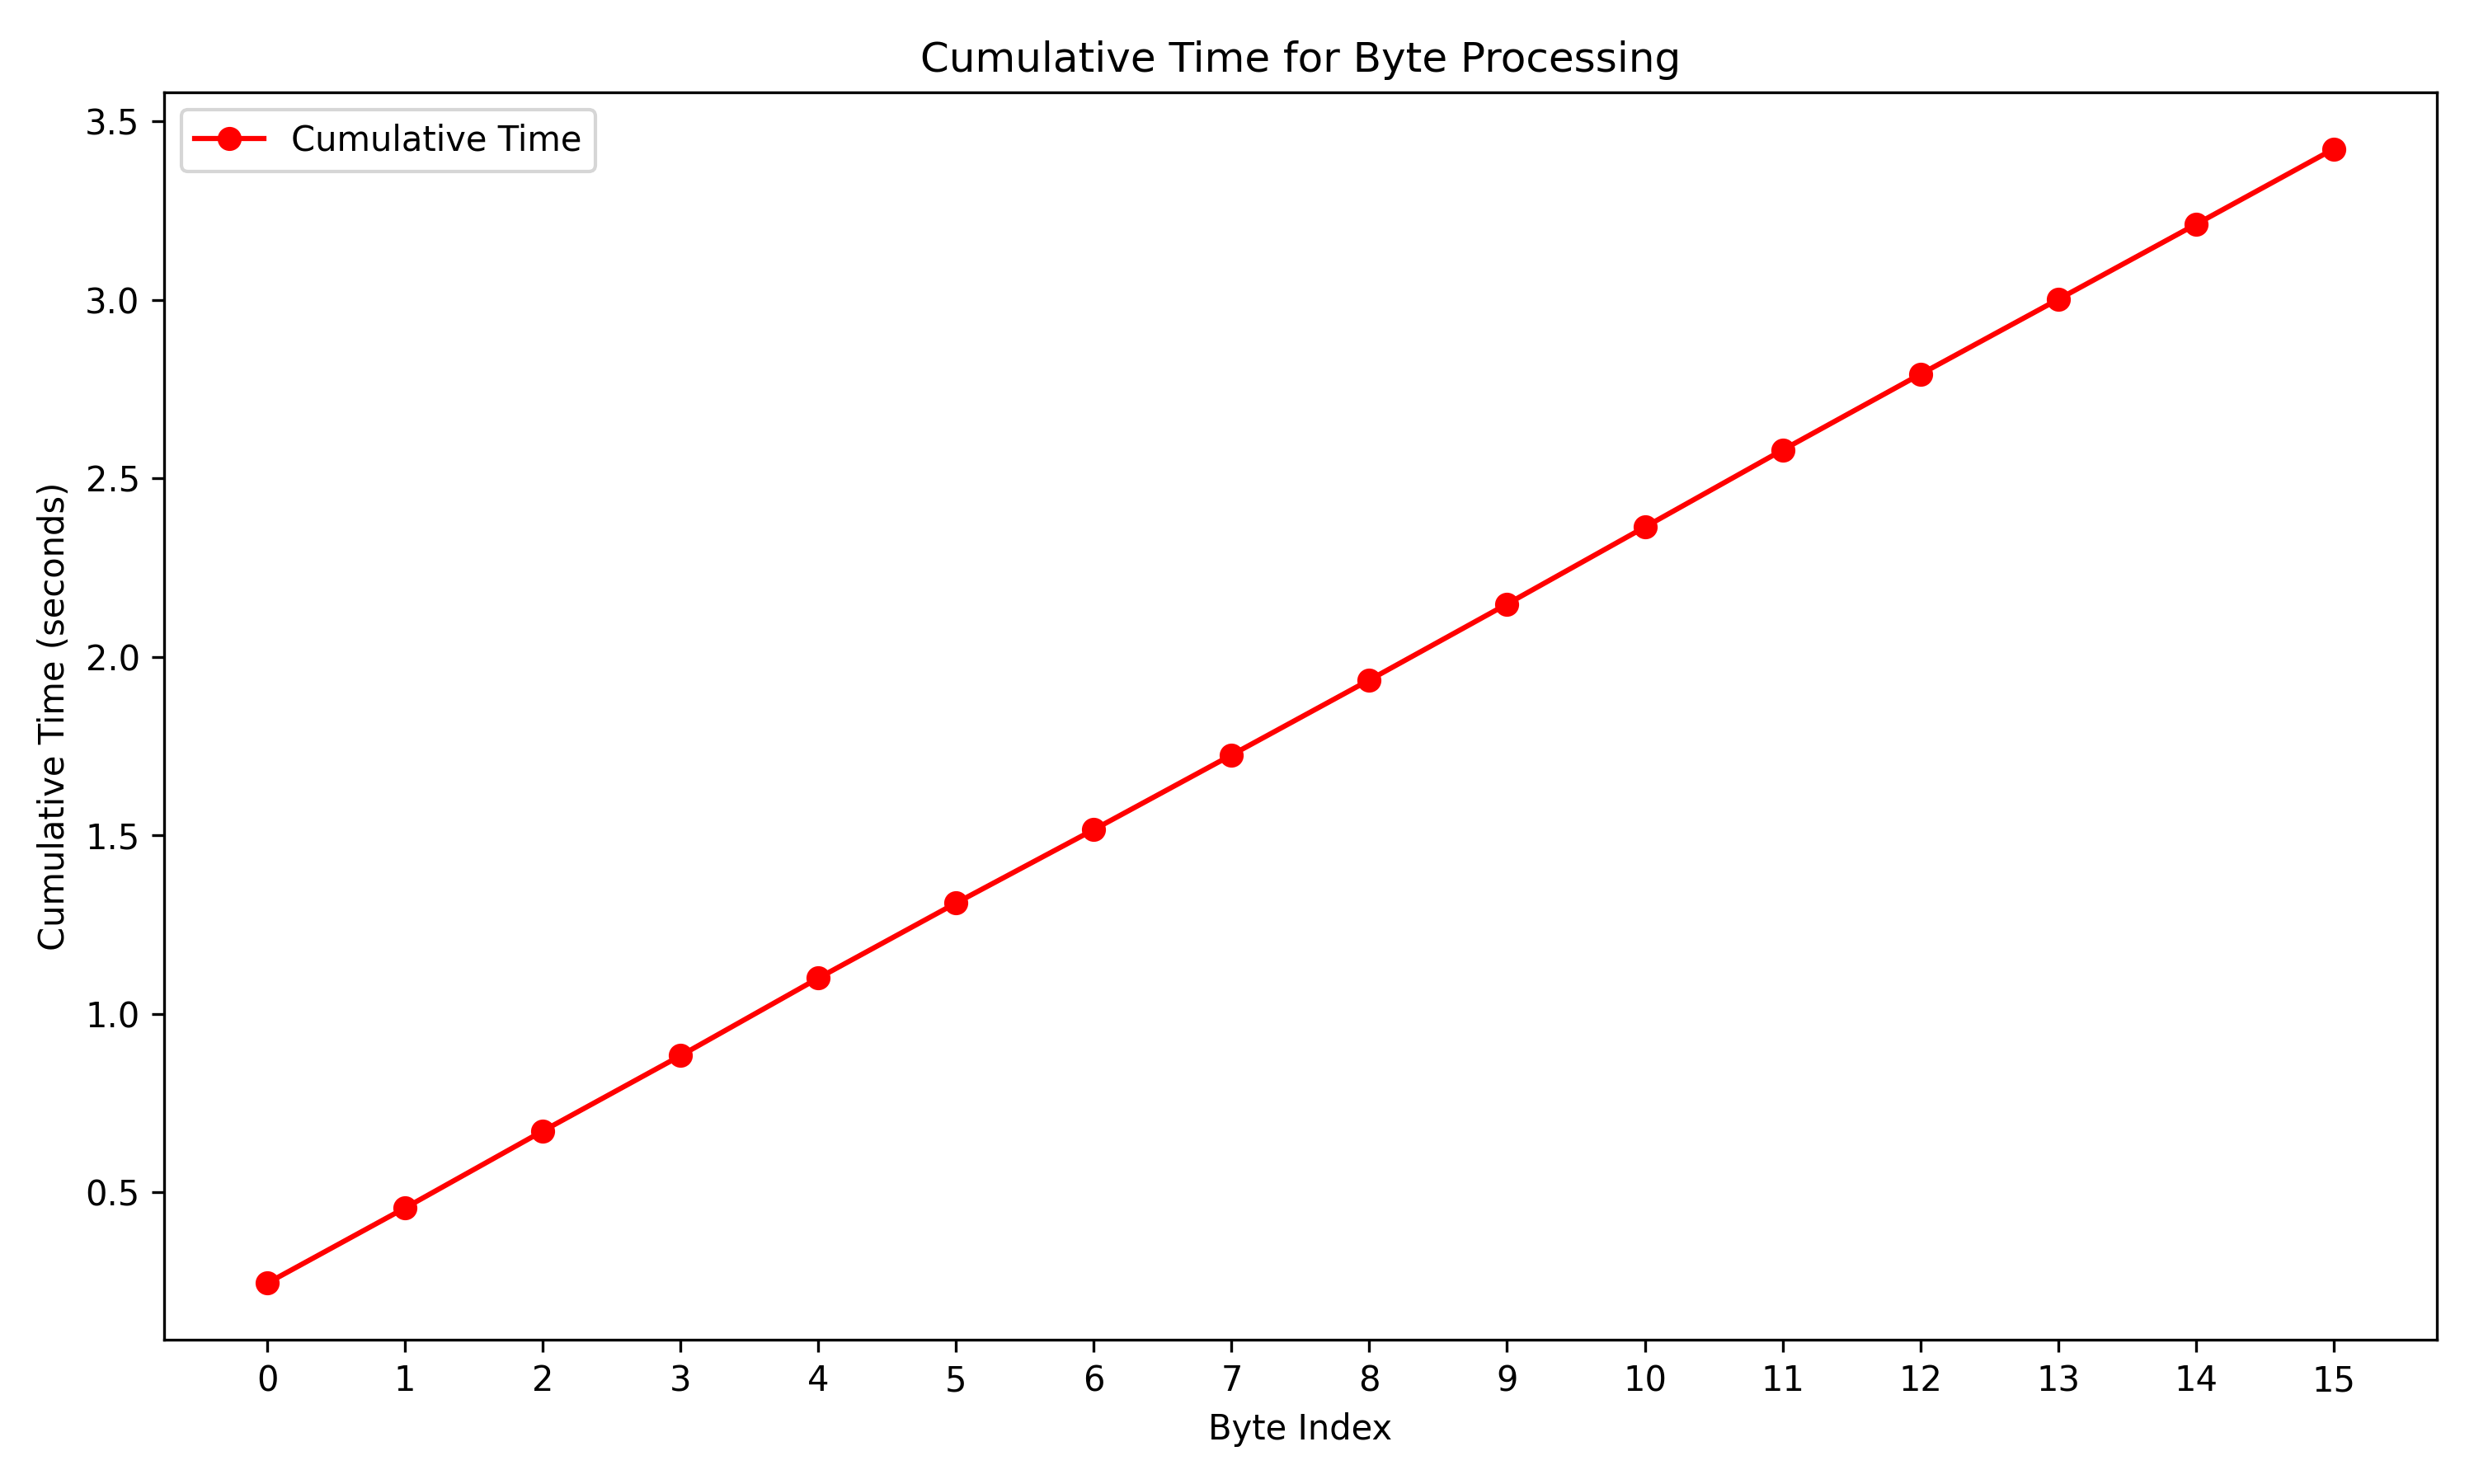 Cumulative Time for Byte Processing
Cumulative Time
3.5
3.0
2.5
2.0
1.5
1.0
0.5
Cumulative Time (seconds)
0 1 2 3 4 5 6 7 8 9 10 11 12 13 14 15
Byte Index